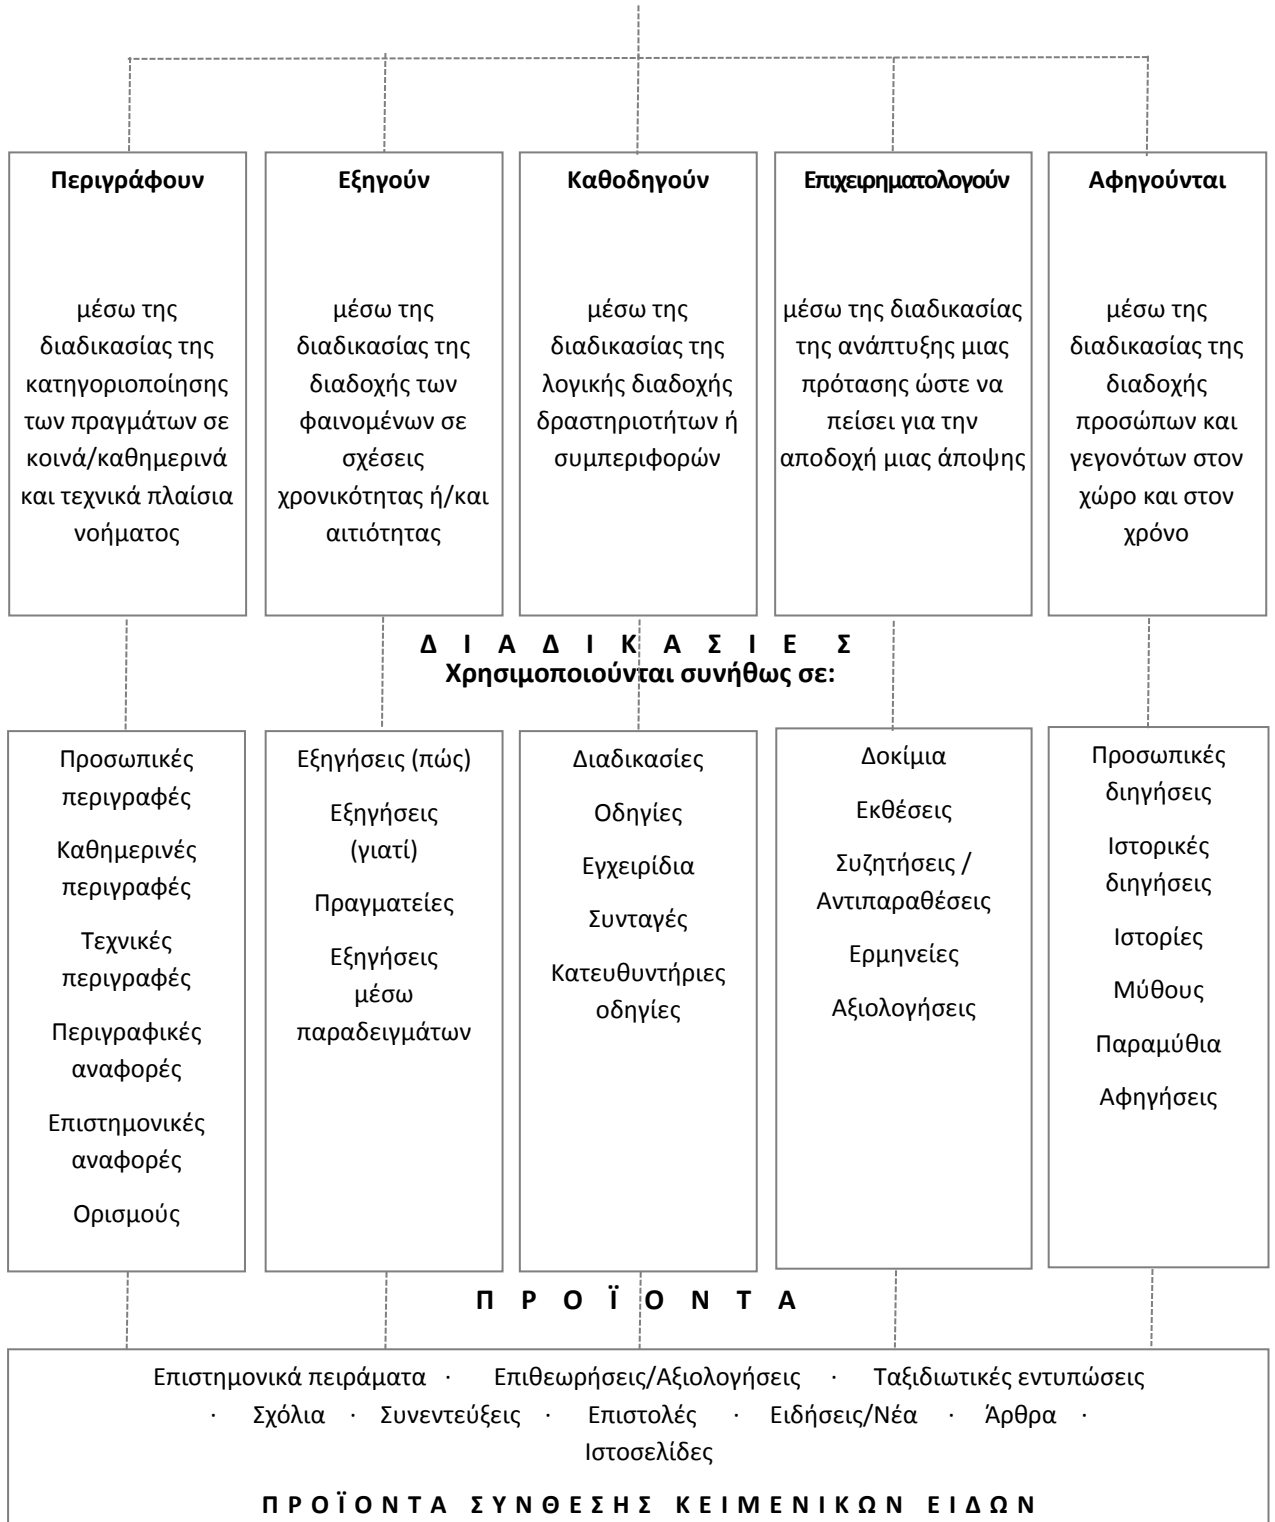 Περιγράφουν
μέσω της
διαδικασίας της
κατηγοριοποίησης
των πραγμάτων σε
κοινά/καθημερινά
και τεχνικά πλαίσια
νοήματος
Εξηγούν
μέσω της
διαδικασίας της
διαδοχής των
φαινομένων σε
σχέσεις
χρονικότητας ή/και
αιτιότητας
Καθοδηγούν
μέσω της
διαδικασίας της
λογικής διαδοχής
δραστηριοτήτων ή
συμπεριφορών
Επιχειρηματολογούν
μέσω της διαδικασίας
της ανάπτυξης μιας
πρότασης ώστε να
πείσει για την
αποδοχή μιας άποψης
Αφηγούνται
μέσω της
διαδικασίας της
διαδοχής
προσώπων και
γεγονότων στον
χώρο και στον
χρόνο
Δ Ι Α Δ Ι Κ Α Σ Ι Ε Σ
Χρησιμοποιούνται συνήθως σε:
Προσωπικές
περιγραφές
Καθημερινές
περιγραφές
Τεχνικές
περιγραφές
Περιγραφικές
αναφορές
Επιστημονικές
αναφορές
Ορισμούς
Εξηγήσεις (πώς)
Εξηγήσεις
(γιατί)
Πραγματείες
Εξηγήσεις
μέσω
παραδειγμάτων
Διαδικασίες
Οδηγίες
Εγχειρίδια
Συνταγές
Κατευθυντήριες
οδηγίες
Δοκίμια
Εκθέσεις
Συζητήσεις /
Αντιπαραθέσεις
Ερμηνείες
Αξιολογήσεις
Προσωπικές
διηγήσεις
Ιστορικές
διηγήσεις
Ιστορίες
Μύθους
Παραμύθια
Αφηγήσεις
Π Ρ Ο Ϊ Ο Ν Τ Α
Επιστημονικά πειράματα · Επιθεωρήσεις/Αξιολογήσεις · Ταξιδιωτικές εντυπώσεις
· Σχόλια · Συνεντεύξεις · Επιστολές · Ειδήσεις/Νέα · Άρθρα ·
Ιστοσελίδες
Π Ρ Ο Ϊ Ο Ν Τ Α Σ Υ Ν Θ Ε Σ Η Σ Κ Ε Ι Μ Ε Ν Ι Κ Ω Ν Ε Ι Δ Ω Ν